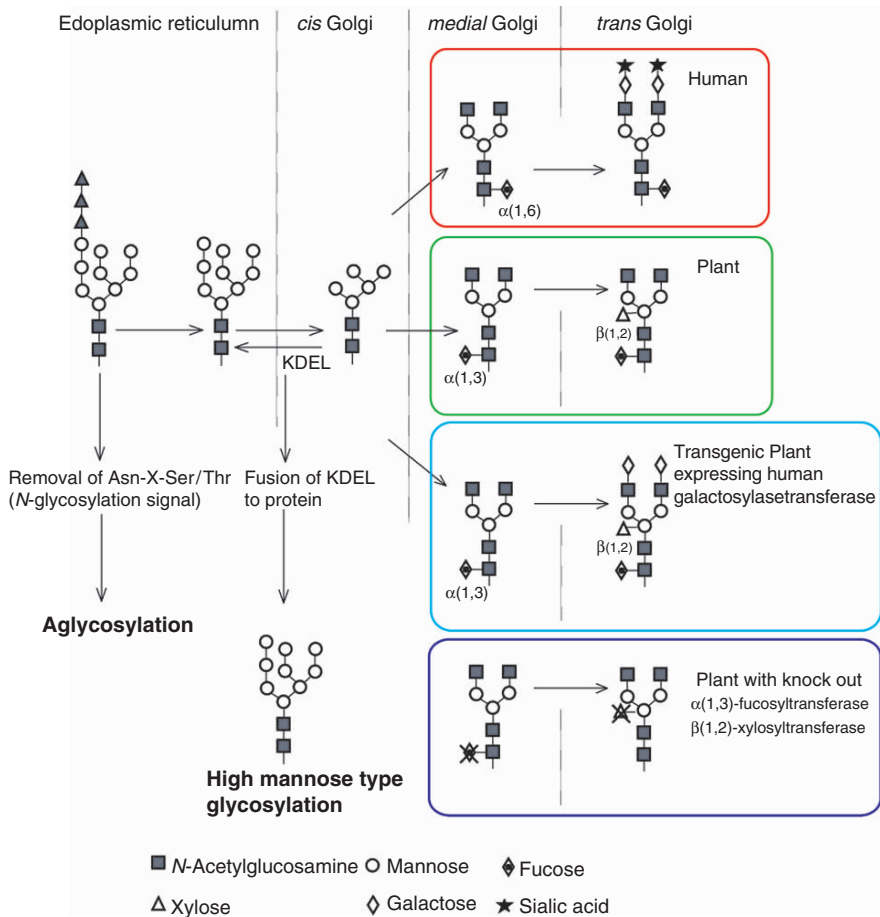 Edoplasmic reticulumn
cis Golgi
medial Golgi
trans Golgi
Human
α(1,6)
Plant
β(1,2)
α(1,3)
KDEL
Removal of Asn-X-Ser/Thr
(N-glycosylation signal)
Fusion of KDEL
to protein
Transgenic Plant
expressing human
galactosylasetransferase
β(1,2)
α(1,3)
Aglycosylation
High mannose type
glycosylation
Plant with knock out
α(1,3)-fucosyltransferase
β(1,2)-xylosyltransferase
N-Acetylglucosamine
Mannose
Fucose
Xylose
Galactose
Sialic acid